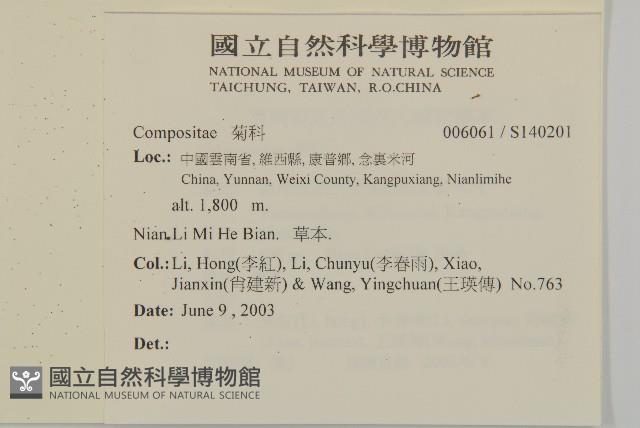 國立自然科學博物館
NATIONAL MUSEUM OF NATURAL SCIENCE
TAICHUNG, TAIWAN, R.O.CHINA
Compositae 菊科 006061 / S140201
Loc.: 中國雲南省, 維西縣, 康普鄉, 念裏米河
China, Yunnan, Weixi County, Kangpuxiang, Nianlimihe
alt. 1,800 m.
Nian Li Mi He Bian. 草本.
Col.: Li, Hong(李紅), Li, Chunyu(李春雨), Xiao,
Jianxin(肖建新) & Wang, Yingchuan(王瑛傳) No.763
Date: June 9 , 2003
Det.:
國立自然科學博物館
NATIONAL MUSEUM OF NATURAL SCIENCE